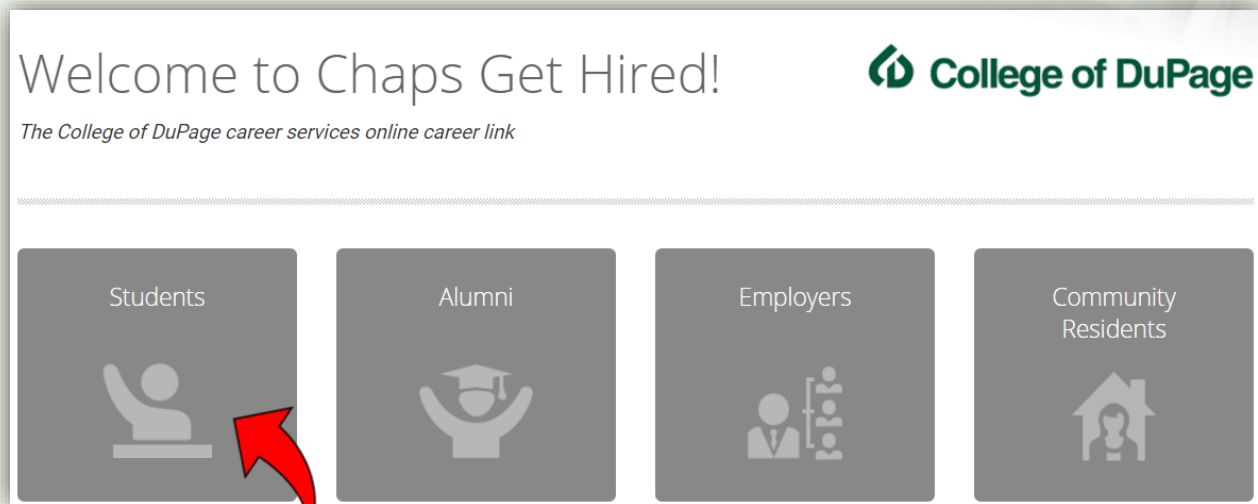 Welcome to Chaps Get Hired!
College of DuPage
The College of DuPage career services online career link
Students
Alumni
Employers
Community
Residents